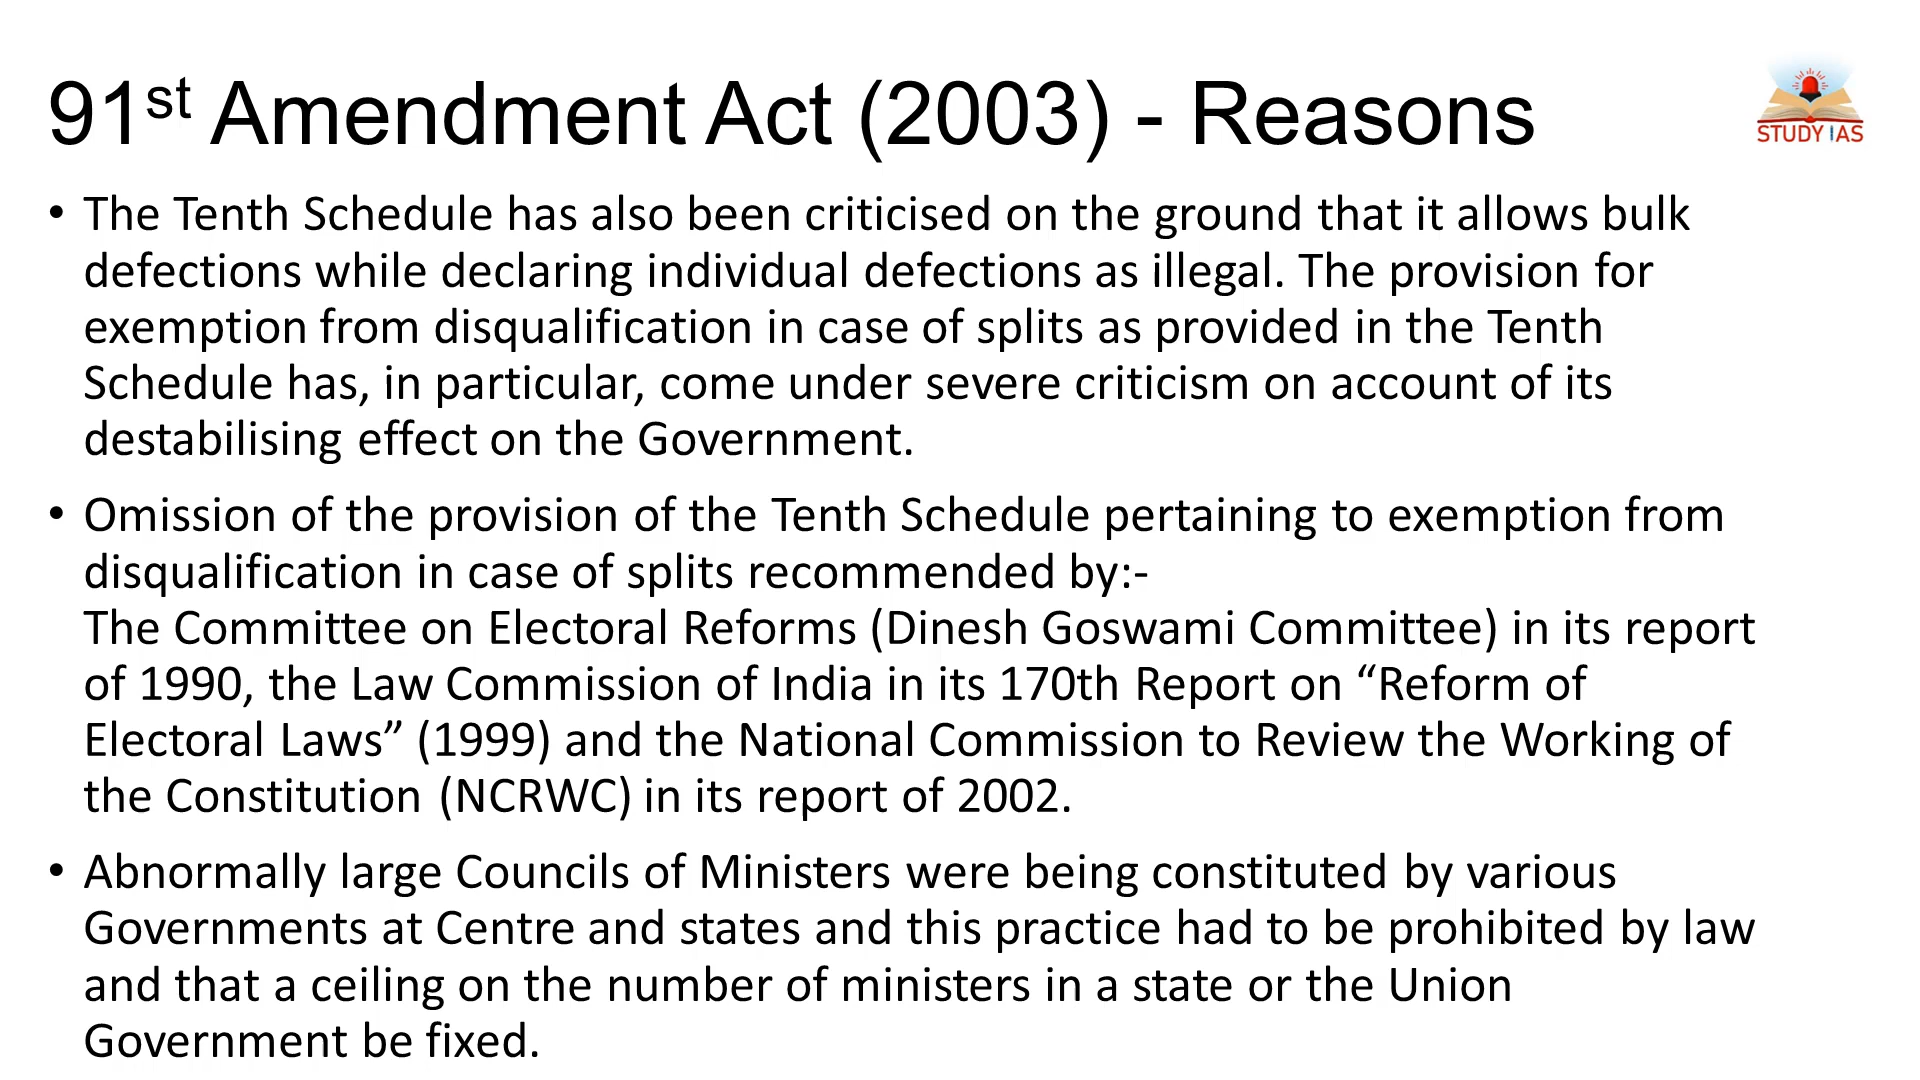 91st Amendment Act (2003) - Reasons
STUDY IAS
• The Tenth Schedule has also been criticised on the ground that it allows bulk
defections while declaring individual defections as illegal. The provision for
exemption from disqualification in case of splits as provided in the Tenth
Schedule has, in particular, come under severe criticism on account of its
destabilising effect on the Government.
• Omission of the provision of the Tenth Schedule pertaining to exemption from
disqualification in case of splits recommended by:-
The Committee on Electoral Reforms (Dinesh Goswami Committee) in its report
of 1990, the Law Commission of India in its 170th Report on “Reform of
Electoral Laws” (1999) and the National Commission to Review the Working of
the Constitution (NCRWC) in its report of 2002.
• Abnormally large Councils of Ministers were being constituted by various
Governments at Centre and states and this practice had to be prohibited by law
and that a ceiling on the number of ministers in a state or the Union
Government be fixed.